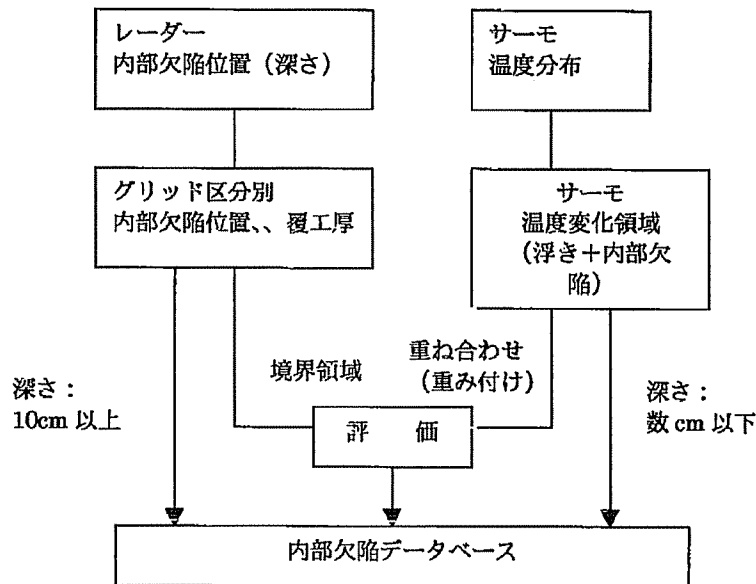 レーダー
内部欠陥位置（深さ）
サーモ
温度分布
グリッド区分別
内部欠陥位置、、覆工厚
サーモ
温度変化領域
（浮き＋内部欠
陥）
境界領域
重ね合わせ
（重み付け）
深さ：
10cm 以上
評　価
深さ：
数 cm 以下
内部欠陥データベース